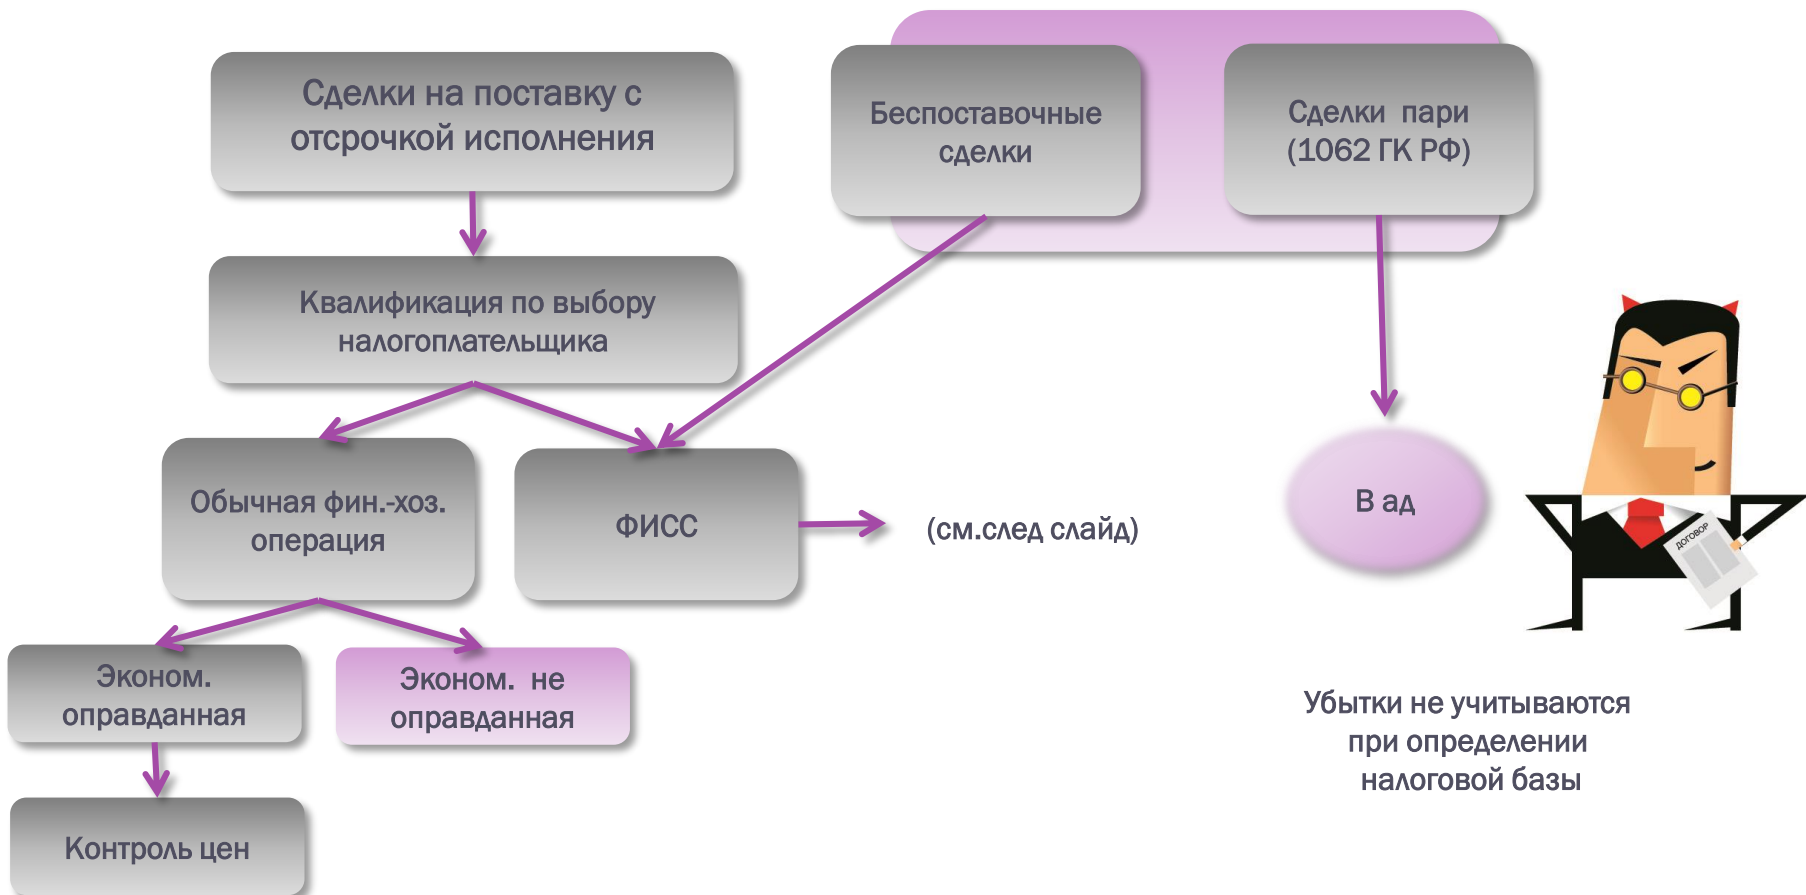 Сделки на поставку с
отсрочкой исполнения
Беспоставочные
сделки
Сделки пари
(1062 ГК РФ)
Квалификация по выбору
налогоплательщика
Обычная фин.-хоз.
операция
ФИСС
(см.след слайд)
В ад
ДОГОВОР
Эконом.
оправданная
Эконом. не
оправданная
Убытки не учитываются
при определении
налоговой базы
Контроль цен